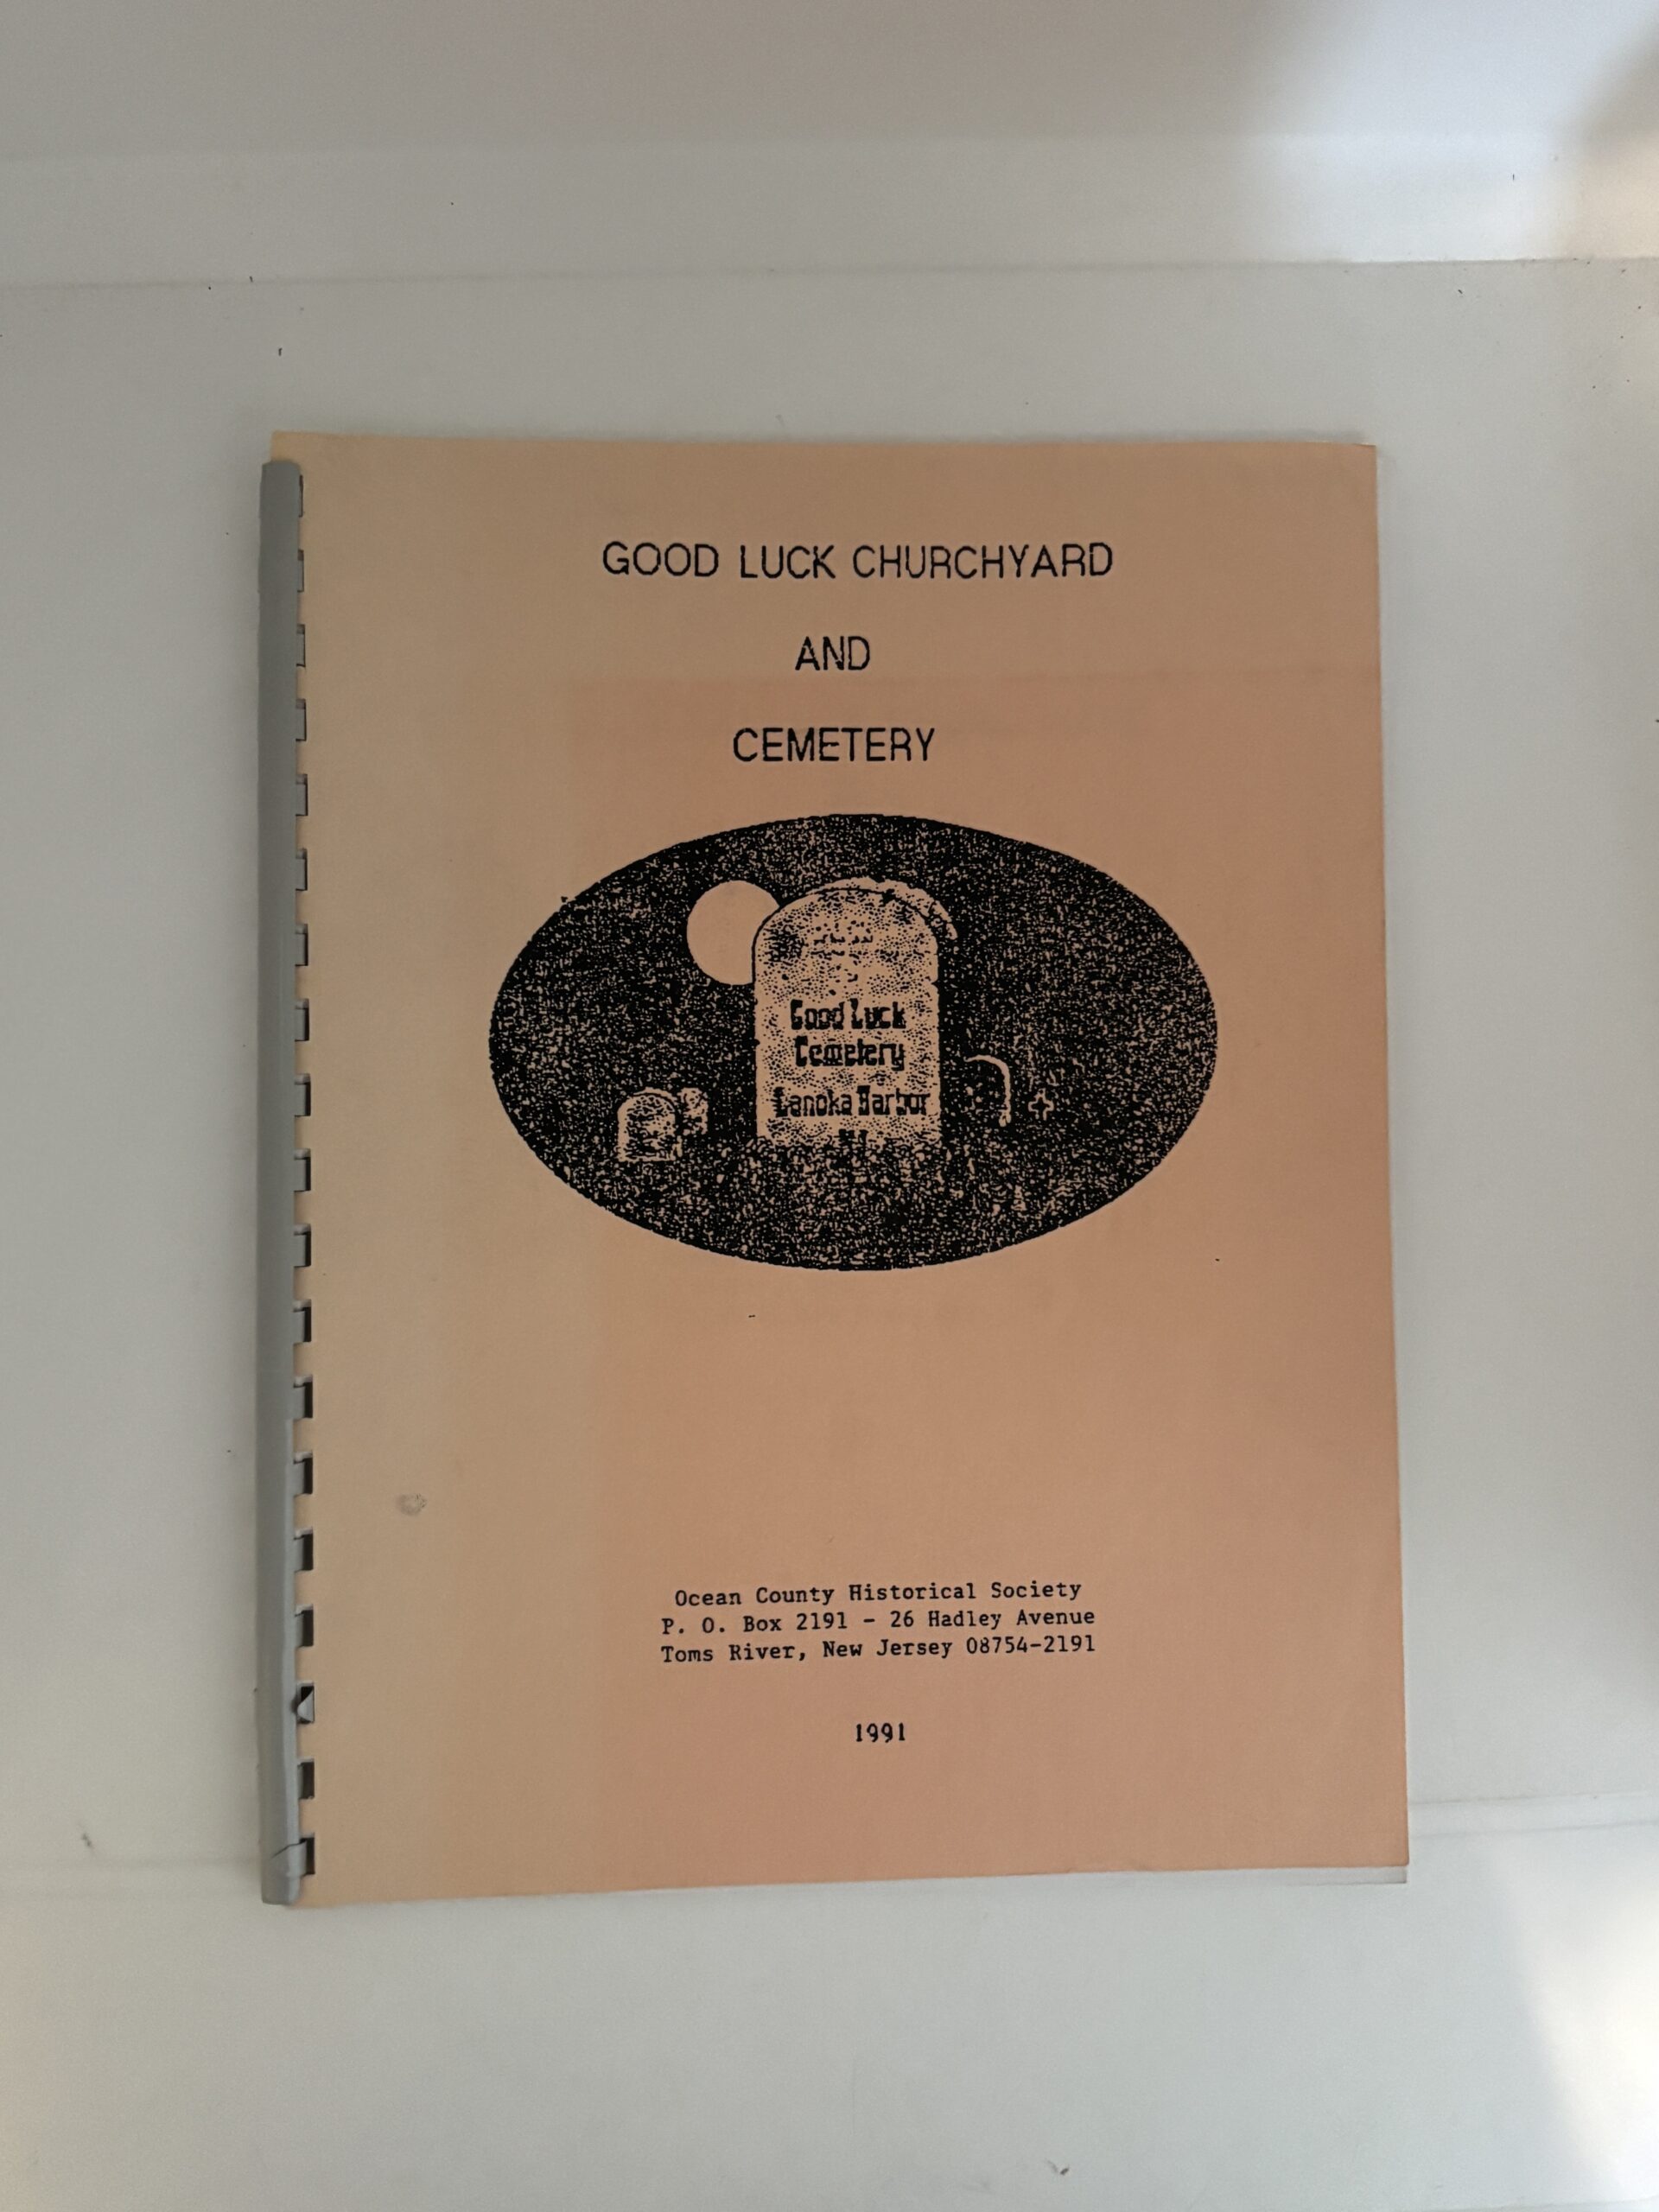 GOOD LUCK CHURCHYARD
AND
CEMETERY
Good Luck
Cemetery
Lanoka Harbor
Ocean County Historical Society
P. O. Box 2191 - 26 Hadley Avenue
Toms River, New Jersey 08754-2191
1991